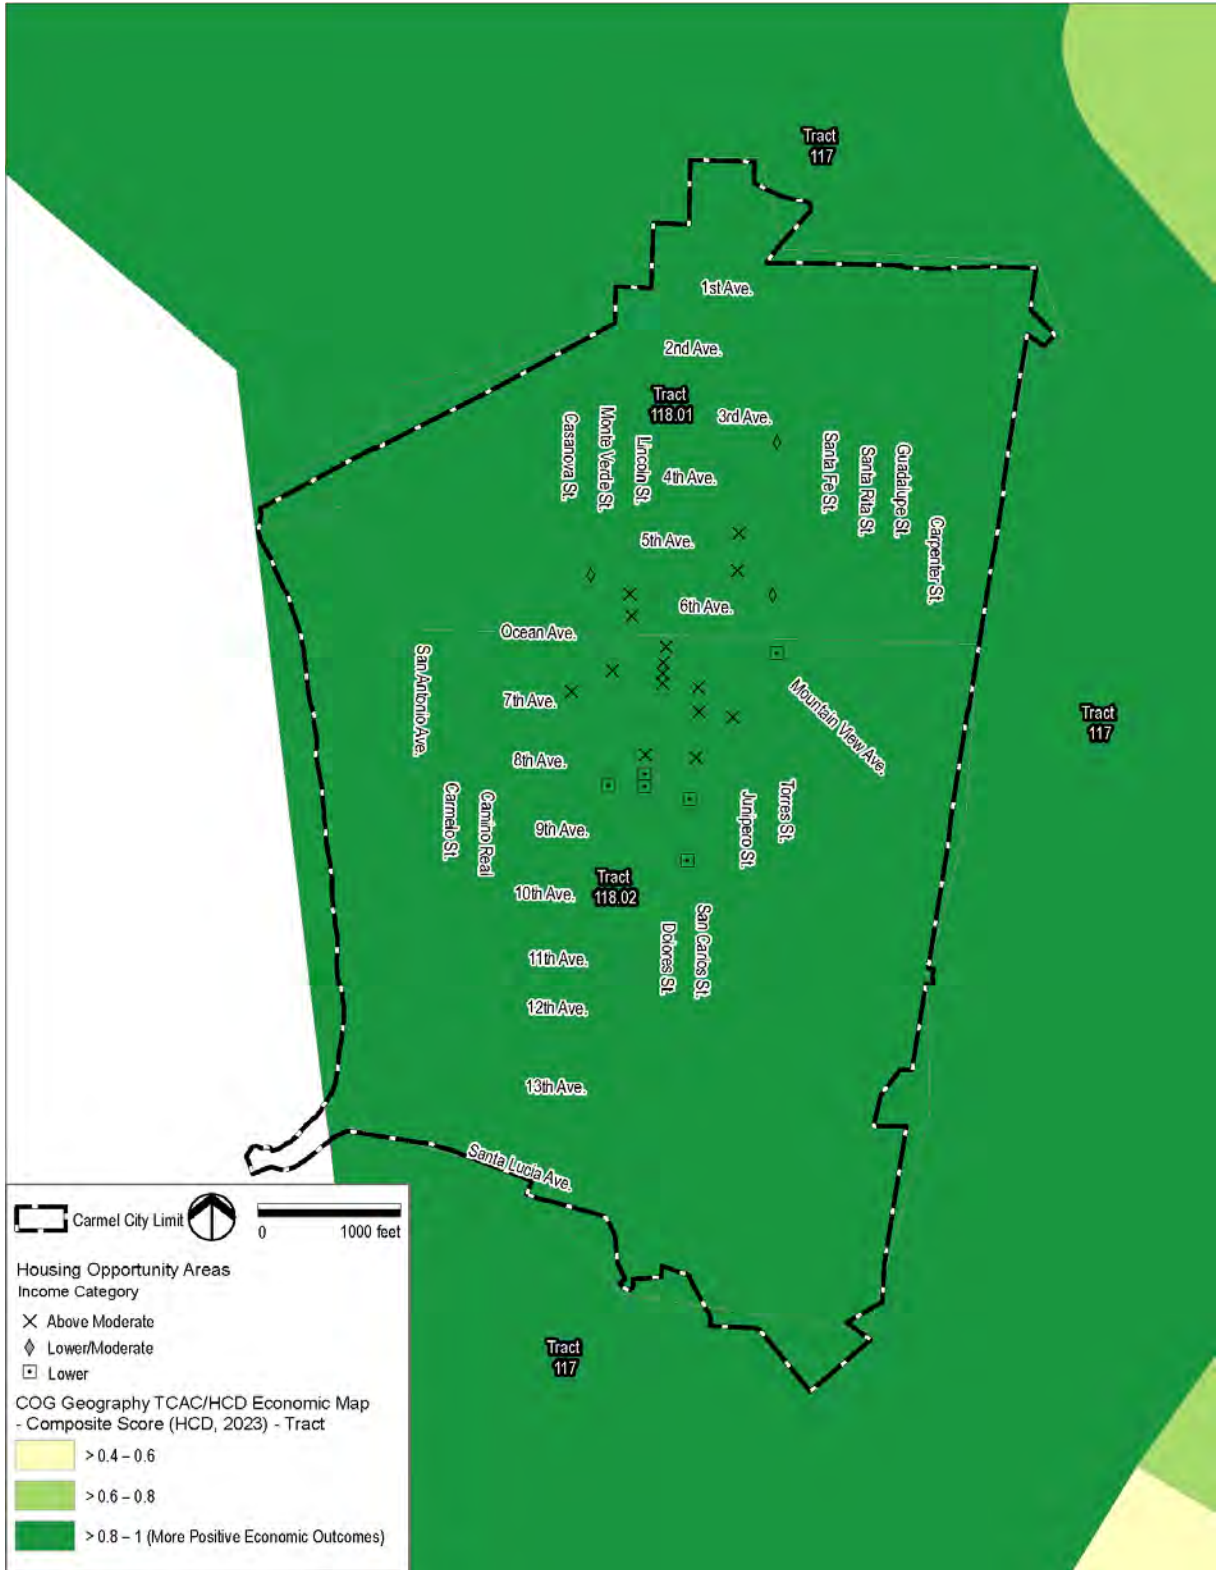 Tract
117
1st Ave.
2nd Ave.
Tract
118.01
3rd Ave.
Casanova St.
Monte Verde St.
Lincoln St.
4th Ave.
Santa Fe St.
Santa Rita St.
Guadalupe St.
Carpenter St.
5th Ave.
6th Ave.
Ocean Ave.
San Antonio Ave.
7th Ave.
Mountain View Ave.
Tract
117
8th Ave.
Carmelo St.
Camino Real
9th Ave.
Junipero St.
Torres St.
Tract
118.02
10th Ave.
Dolores St.
San Carlos St.
11th Ave.
12th Ave.
13th Ave.
Santa Lucia Ave.
Tract
117
Carmel City Limit
0 1000 feet
Housing Opportunity Areas
Income Category
Above Moderate
Lower/Moderate
Lower
COG Geography TCAC/HCD Economic Map
- Composite Score (HCD, 2023) - Tract
> 0.4 – 0.6
> 0.6 – 0.8
> 0.8 – 1 (More Positive Economic Outcomes)